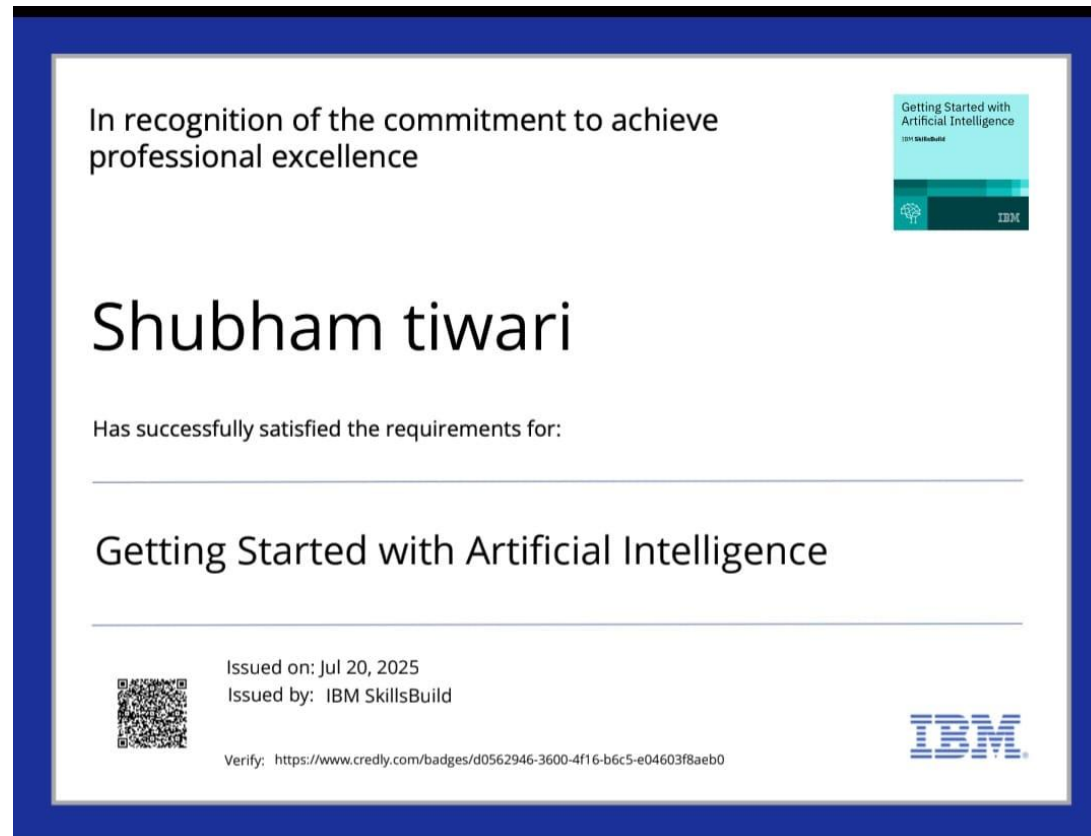 In recognition of the commitment to achieve
professional excellence
Getting Started with
Artificial Intelligence
IBM SkillsBuild
IBM
Shubham tiwari
Has successfully satisfied the requirements for:
Getting Started with Artificial Intelligence
Issued on: Jul 20, 2025
Issued by: IBM SkillsBuild
Verify: https://www.credly.com/badges/d0562946-3600-4f16-b6c5-e04603f8aeb0
IBM.